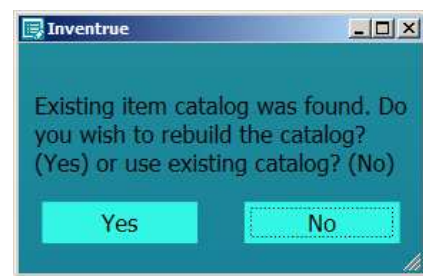 Inventrue
Existing item catalog was found. Do
you wish to rebuild the catalog?
(Yes) or use existing catalog? (No)
Yes
No